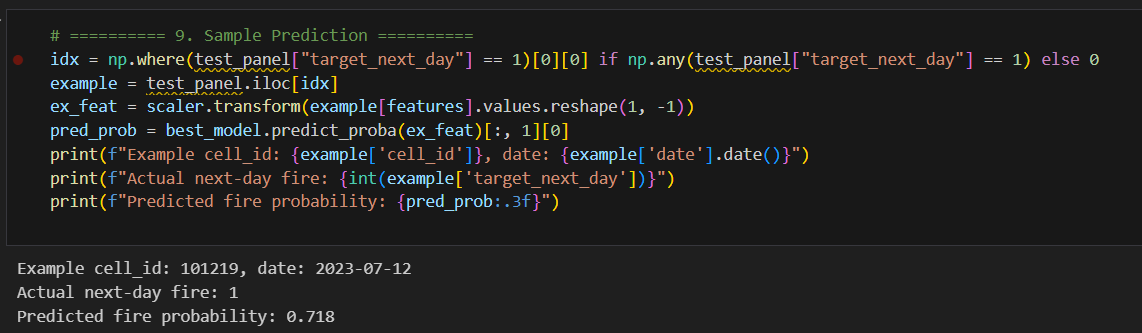 # ========== 9. Sample Prediction ==========
idx = np.where(test_panel["target_next_day"] == 1)[0][0] if np.any(test_panel["target_next_day"] == 1) else 0
example = test_panel.iloc[idx]
ex_feat = scaler.transform(example[features].values.reshape(1, -1))
pred_prob = best_model.predict_proba(ex_feat)[:, 1][0]
print(f"Example cell_id: {example['cell_id']}, date: {example['date'].date()}")
print(f"Actual next-day fire: {int(example['target_next_day'])}")
print(f"Predicted fire probability: {pred_prob:.3f}")
Example cell_id: 101219, date: 2023-07-12
Actual next-day fire: 1
Predicted fire probability: 0.718